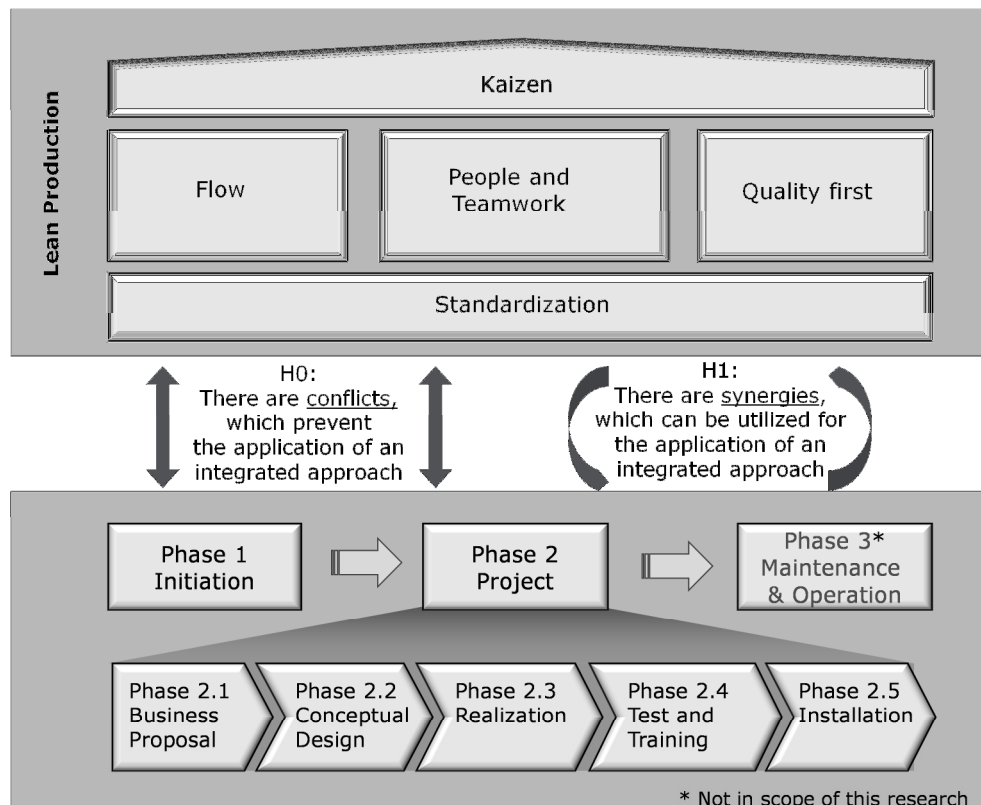 Lean Production
Kaizen
Flow
People and
Teamwork
Quality first
Standardization
H0:
There are conflicts,
which prevent
the application of an
integrated approach
H1:
There are synergies,
which can be utilized for
the application of an
integrated approach
Phase 1
Initiation
Phase 2
Project
Phase 3*
Maintenance
& Operation
Phase 2.1
Business
Proposal
Phase 2.2
Conceptual
Design
Phase 2.3
Realization
Phase 2.4
Test and
Training
Phase 2.5
Installation
* Not in scope of this research